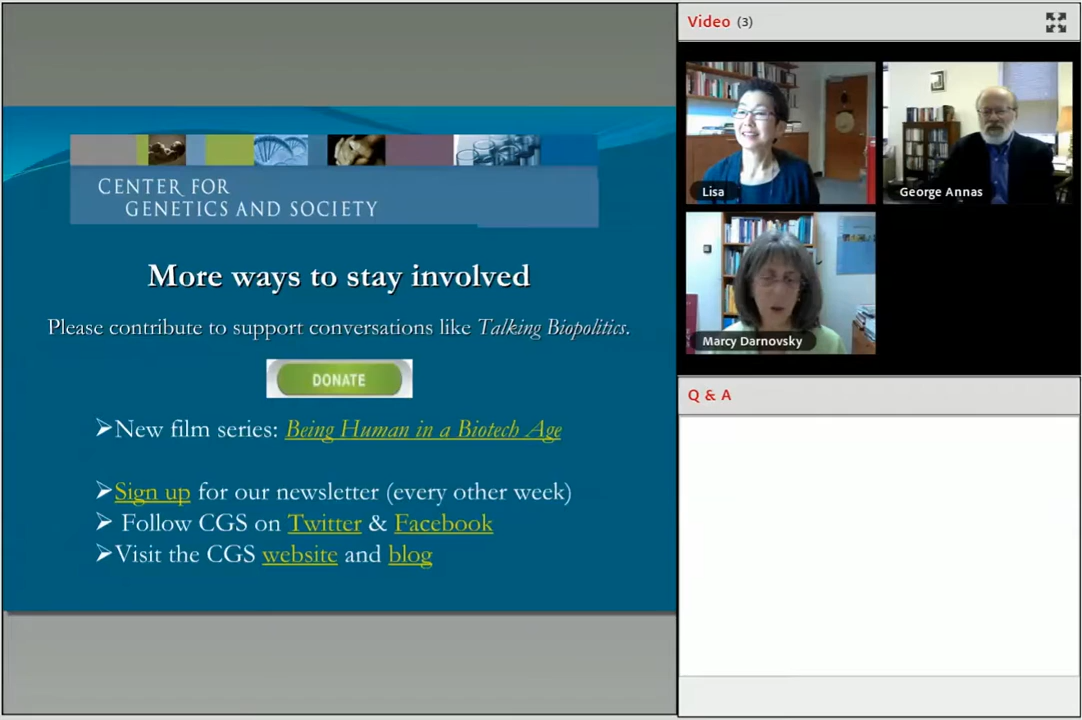 CENTER FOR
GENETICS AND SOCIETY
More ways to stay involved
Please contribute to support conversations like Talking Biopolitics.
DONATE
➢New film series: Being Human in a Biotech Age
➢Sign up for our newsletter (every other week)
➢ Follow CGS on Twitter & Facebook
➢Visit the CGS website and blog
Video (3)
Lisa
George Annas
Marcy Darnovsky
Q & A